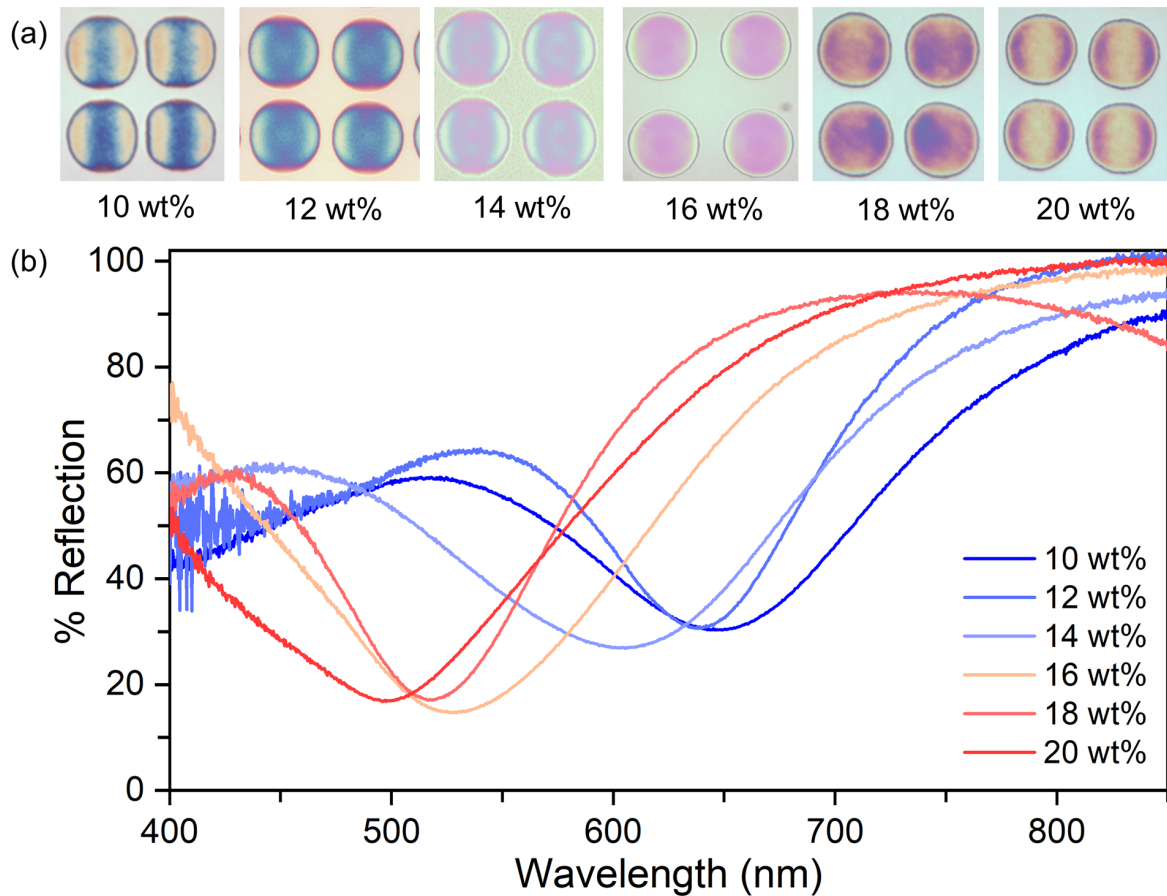 (a)
10 wt%
12 wt%
14 wt%
16 wt%
18 wt%
20 wt%
(b)
100
80
60
40
20
0
% Reflection
10 wt%
12 wt%
14 wt%
16 wt%
18 wt%
20 wt%
400
500
600
700
800
Wavelength (nm)